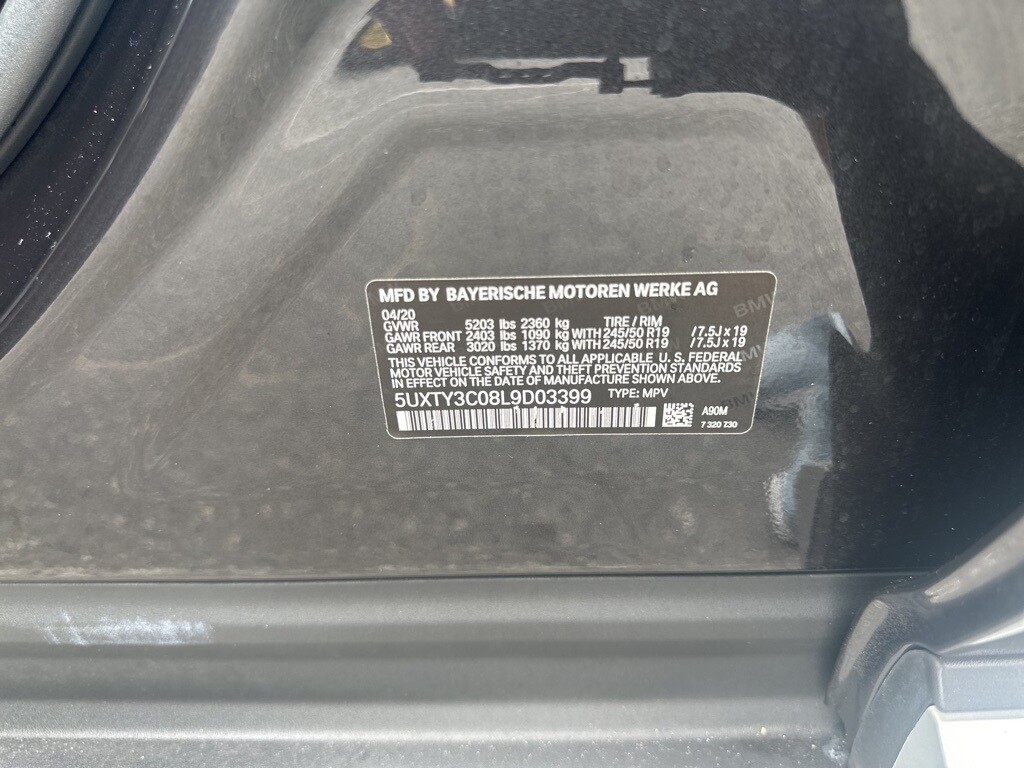 MFD BY BAYERISCHE MOTOREN WERKE AG
04/20
GVWR 5203 lbs 2360 kg TIRE / RIM
GAWR FRONT 2403 lbs 1090 kg WITH 245/50 R19 / 7.5J x 19
GAWR REAR 3020 lbs 1370 kg WITH 245/50 R19 / 7.5J x 19
THIS VEHICLE CONFORMS TO ALL APPLICABLE U. S. FEDERAL
MOTOR VEHICLE SAFETY AND THEFT PREVENTION STANDARDS
IN EFFECT ON THE DATE OF MANUFACTURE SHOWN ABOVE.
5UXTY3C08L9D03399 TYPE: MPV
A90M
7 320 730
BMW